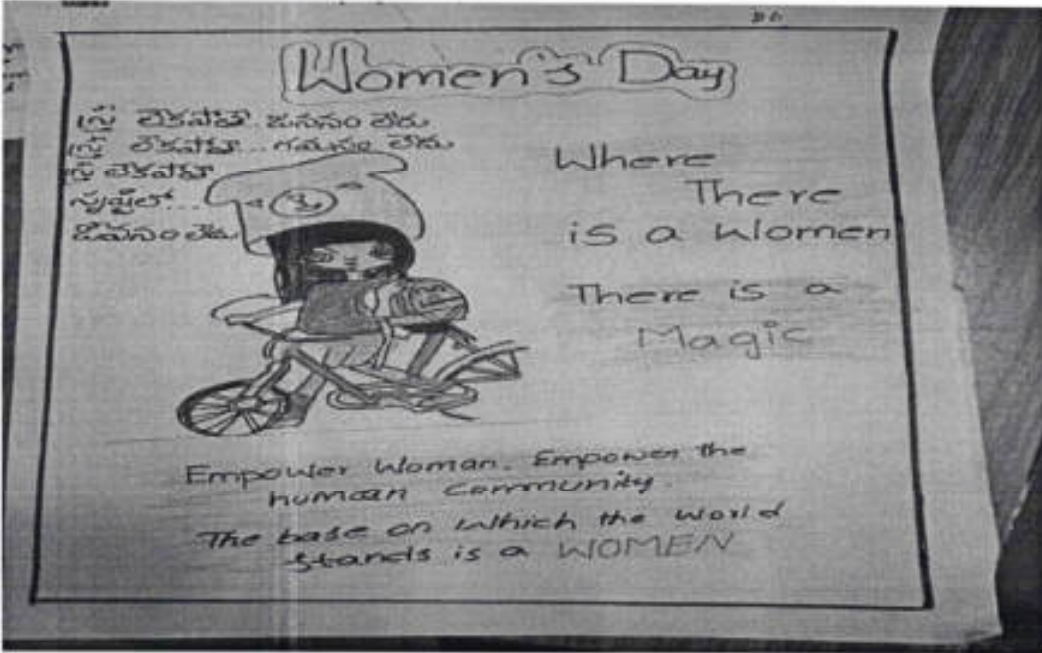 Women's Day
స్త్రీ లేకపోతే.. జననం లేదు
స్త్రీ లేకపోతే... గమనం లేదు
స్త్రీ లేకపోతే
సృష్టిలో...
జీవనం లేదు
Where
There
is a Women
There is a
Magic
Empower Woman. Empower the
human Community.
The base on which the world
stands is a WOMEN